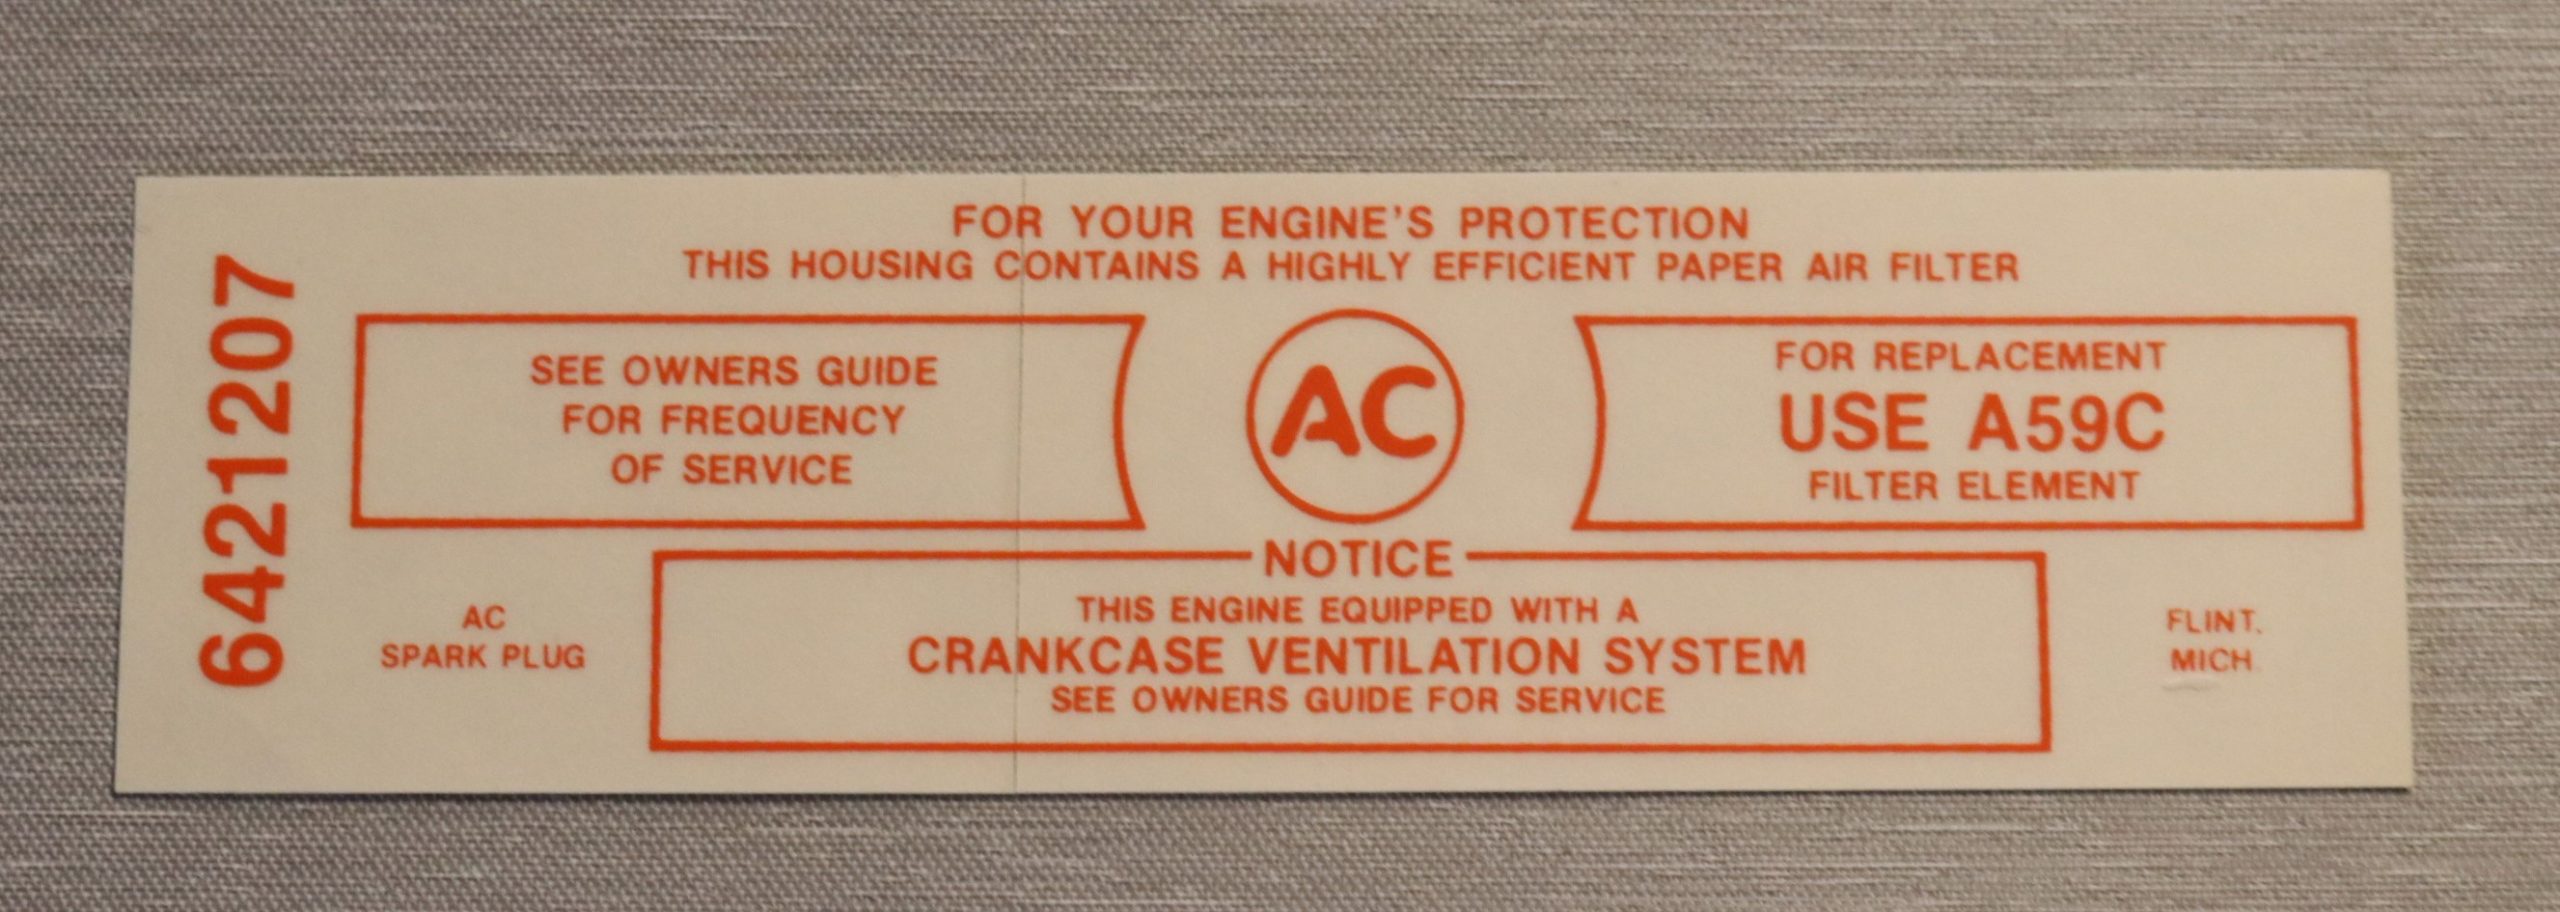 6421207
FOR YOUR ENGINE'S PROTECTION
THIS HOUSING CONTAINS A HIGHLY EFFICIENT PAPER AIR FILTER
SEE OWNERS GUIDE
FOR FREQUENCY
OF SERVICE
AC
FOR REPLACEMENT
USE A59C
FILTER ELEMENT
NOTICE
THIS ENGINE EQUIPPED WITH A
CRANKCASE VENTILATION SYSTEM
SEE OWNERS GUIDE FOR SERVICE
AC
SPARK PLUG
FLINT.
MICH.